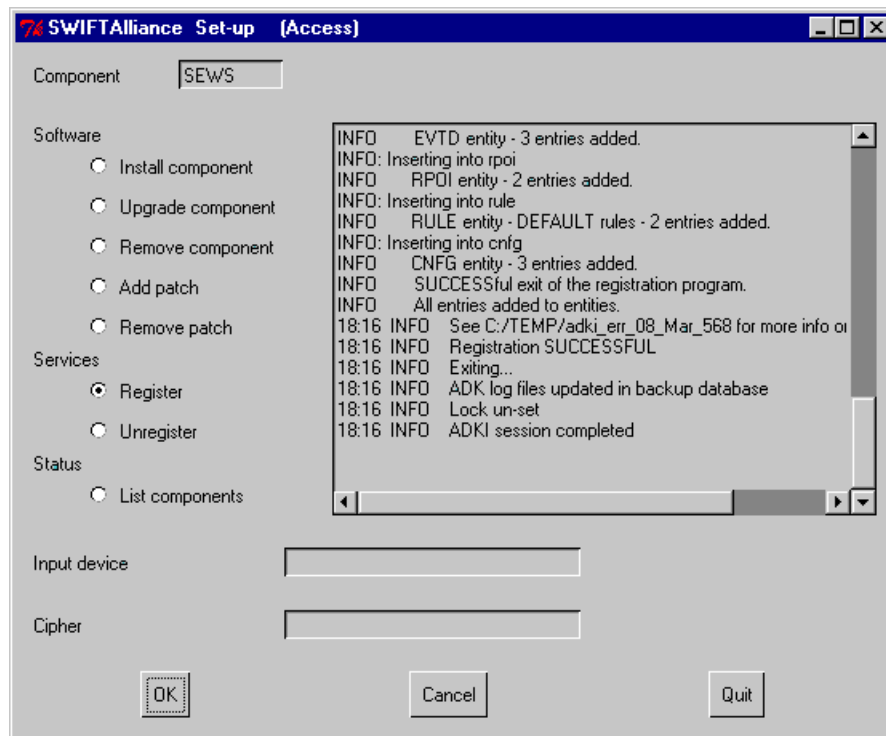 SWIFTAlliance Set-up (Access)
Component SEWS
Software
Install component
Upgrade component
Remove component
Add patch
Remove patch
Services
Register
Unregister
Status
List components
INFO EVTD entity - 3 entries added.
INFO: Inserting into rpoi
INFO RPOI entity - 2 entries added.
INFO: Inserting into rule
INFO RULE entity - DEFAULT rules - 2 entries added.
INFO: Inserting into cnfg
INFO CNFG entity - 3 entries added.
INFO SUCCESSful exit of the registration program.
INFO All entries added to entities.
18:16 INFO See C:/TEMP/adki_err_08_Mar_568 for more info or
18:16 INFO Registration SUCCESSFUL
18:16 INFO Exiting...
18:16 INFO ADK log files updated in backup database
18:16 INFO Lock un-set
18:16 INFO ADKI session completed
Input device
Cipher
OK Cancel Quit